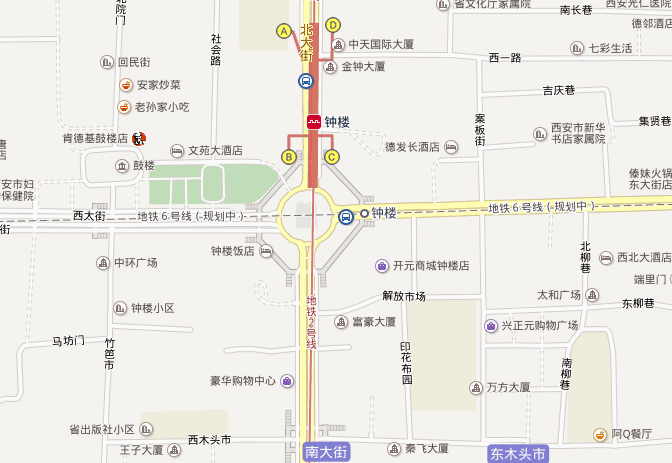 北院门
社会路
北大街
A
D
省文化厅家属院
西安光仁医院
南长巷
德邻酒店
回民街
中天国际大厦
七彩生活
西一路
金钟大厦
安家炒菜
吉庆巷
老孙家小吃
钟楼
案板街
集贤巷
肯德基鼓楼店
西安市新华
书店家属院
文苑大酒店
B
C
德发长酒店
唐
店
鼓楼
傣妹火锅
东大街店
安市妇
保健院
西大街
地铁6号线(规划中)
钟楼
地铁6号线(规划中)
街
钟楼饭店
北柳巷
西北大酒店
中环广场
开元商城钟楼店
端里门
解放市场
太和广场
东柳巷
钟楼小区
地铁2号线
富豪大厦
兴正元购物广场
马坊门
竹笆市
印花布园
南柳巷
豪华购物中心
万方大厦
省出版社小区
西木头市
阿Q餐厅
王子大厦
南大街
秦飞大厦
东木头市